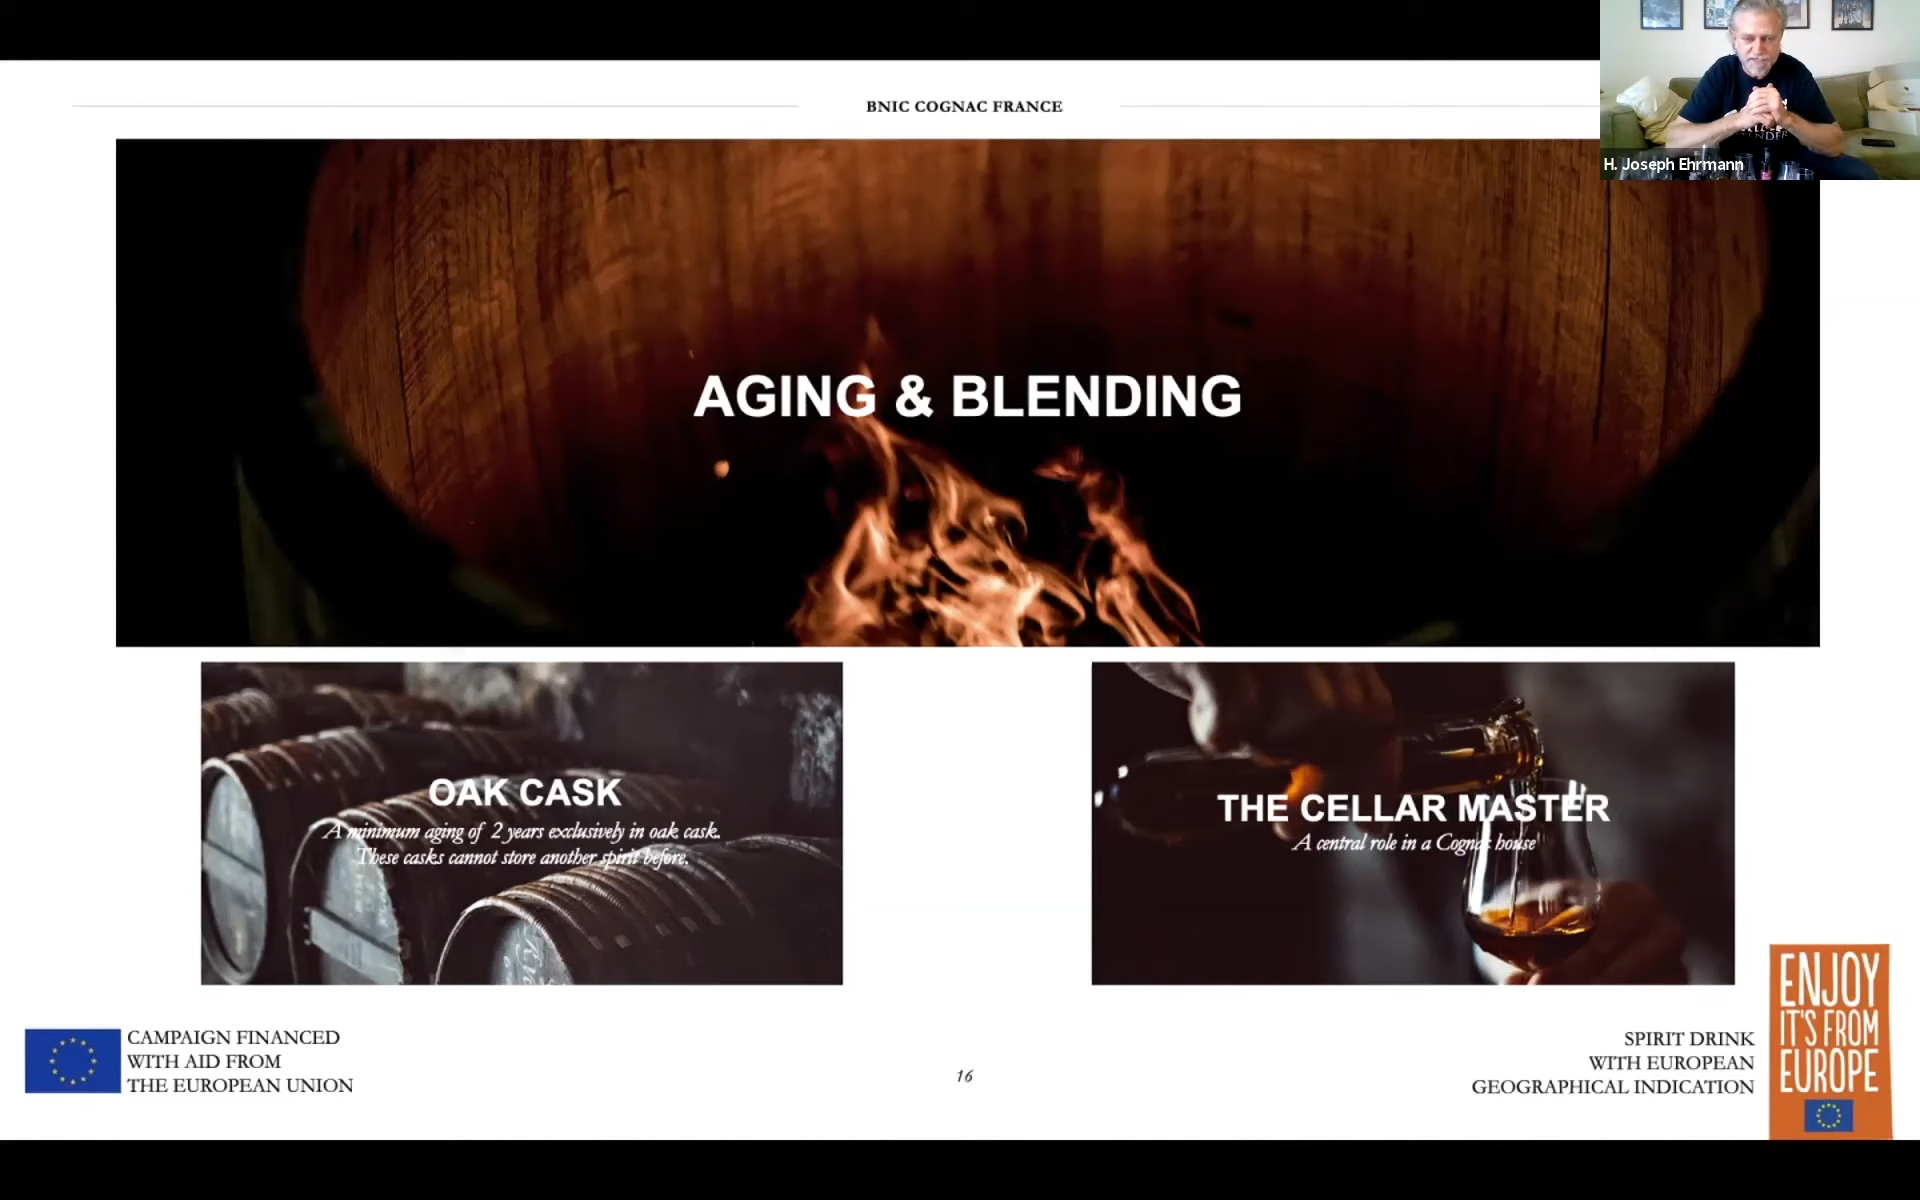 BNIC COGNAC FRANCE
H. Joseph Ehrmann
AGING & BLENDING
OAK CASK
A minimum aging of 2 years exclusively in oak cask.
These casks cannot store another spirit before.
THE CELLAR MASTER
A central role in a Cognac house
CAMPAIGN FINANCED
WITH AID FROM
THE EUROPEAN UNION
16
SPIRIT DRINK
WITH EUROPEAN
GEOGRAPHICAL INDICATION
ENJOY
IT'S FROM
EUROPE